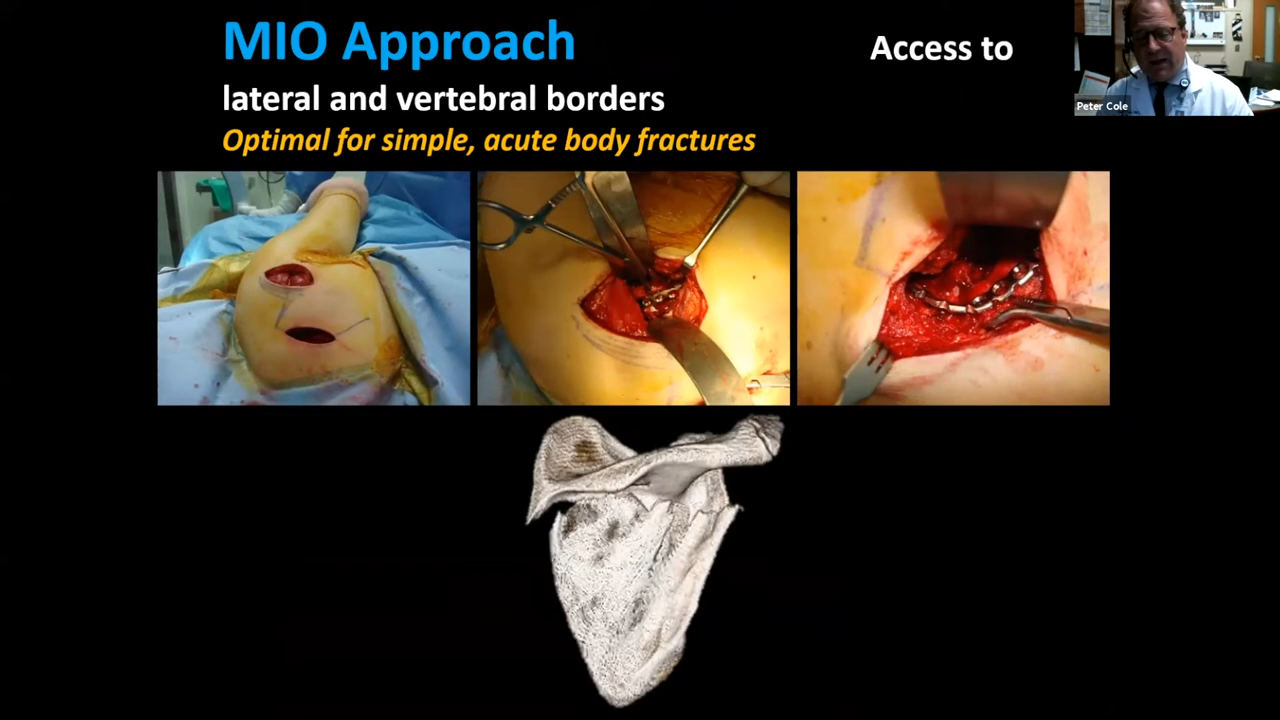 MIO Approach Access to
lateral and vertebral borders
Optimal for simple, acute body fractures
Peter Cole